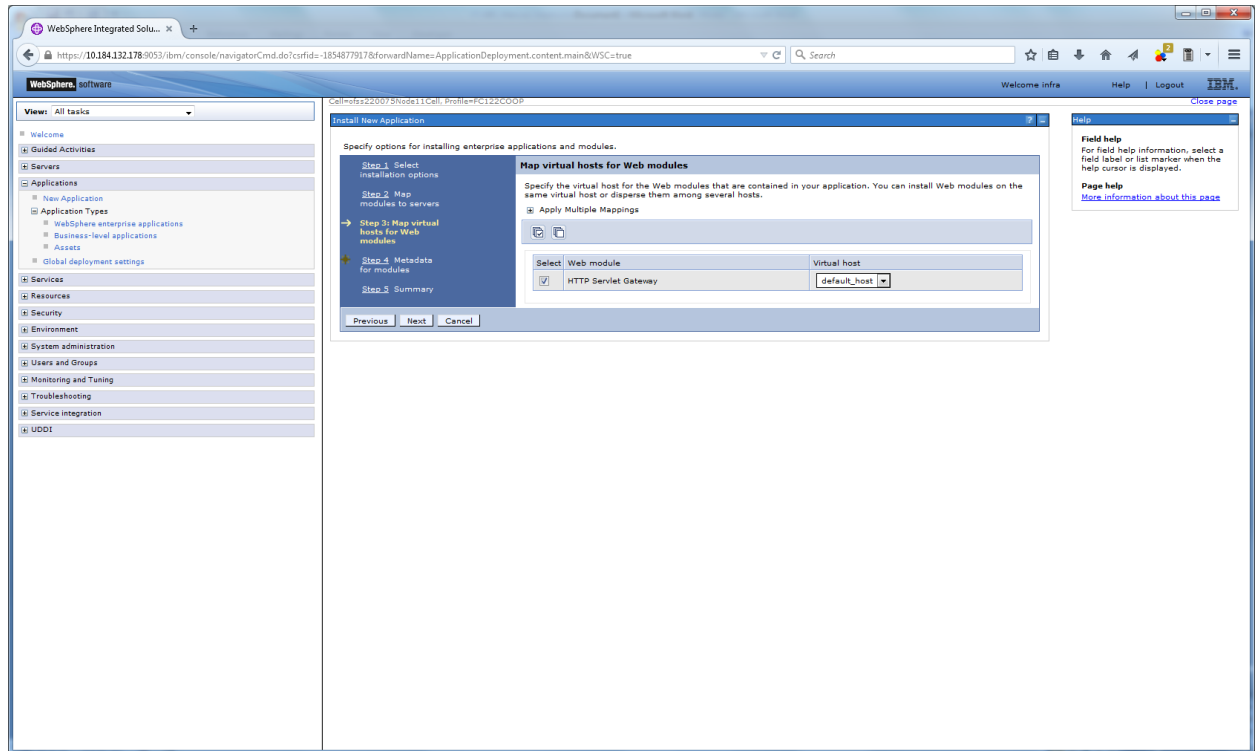 WebSphere Integrated Solu...
https://10.184.132.178:9053/ibm/console/navigatorCmd.do?csrfid=-1854877917&forwardName=ApplicationDeployment.content.main&WSC=true
Search
2
WebSphere. software
Welcome infra
Help | Logout
IBM.
View: All tasks
Welcome
Guided Activities
Servers
Applications
New Application
Application Types
WebSphere enterprise applications
Business-level applications
Assets
Global deployment settings
Services
Resources
Security
Environment
System administration
Users and Groups
Monitoring and Tuning
Troubleshooting
Service integration
UDDI
Cell=ofss220075Node11Cell, Profile=FC122COOP
Close page
Install New Application
?
Specify options for installing enterprise applications and modules.
Step 1 Select
installation options
Step 2 Map
modules to servers
Step 3: Map virtual
hosts for Web
modules
Step 4 Metadata
for modules
Step 5 Summary
Map virtual hosts for Web modules
Specify the virtual host for the Web modules that are contained in your application. You can install Web modules on the
same virtual host or disperse them among several hosts.
Apply Multiple Mappings
Select Web module Virtual host
HTTP Servlet Gateway default_host
Previous Next Cancel
Help
Field help
For field help information, select a
field label or list marker when the
help cursor is displayed.
Page help
More information about this page